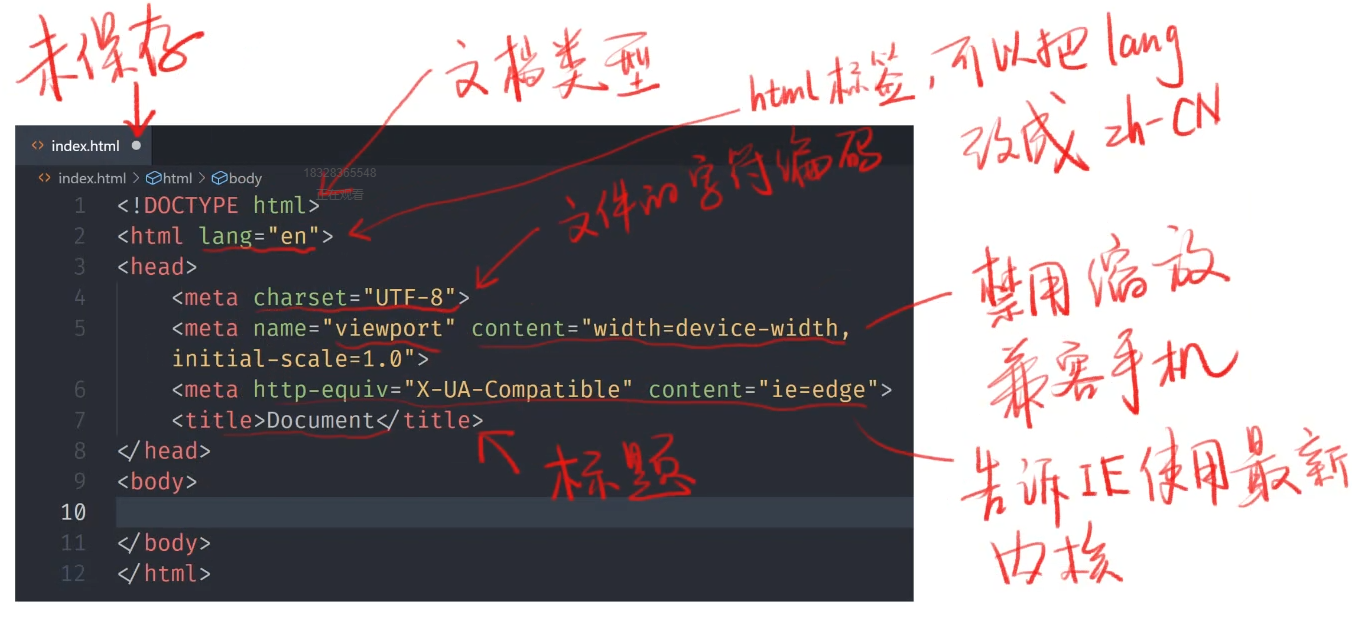 未保存
文档类型
html标签,可以把lang
改成 zh-CN
index.html
index.html > html > body
18328365548
正在观看
文件的字符编码
1 <!DOCTYPE html>
2 <html lang="en">
3 <head>
4 <meta charset="UTF-8">
5 <meta name="viewport" content="width=device-width,
initial-scale=1.0">
禁用缩放
兼容手机
6 <meta http-equiv="X-UA-Compatible" content="ie=edge">
7 <title>Document</title>
标题
告诉IE使用最新
内核
8 </head>
9 <body>
10
11 </body>
12 </html>